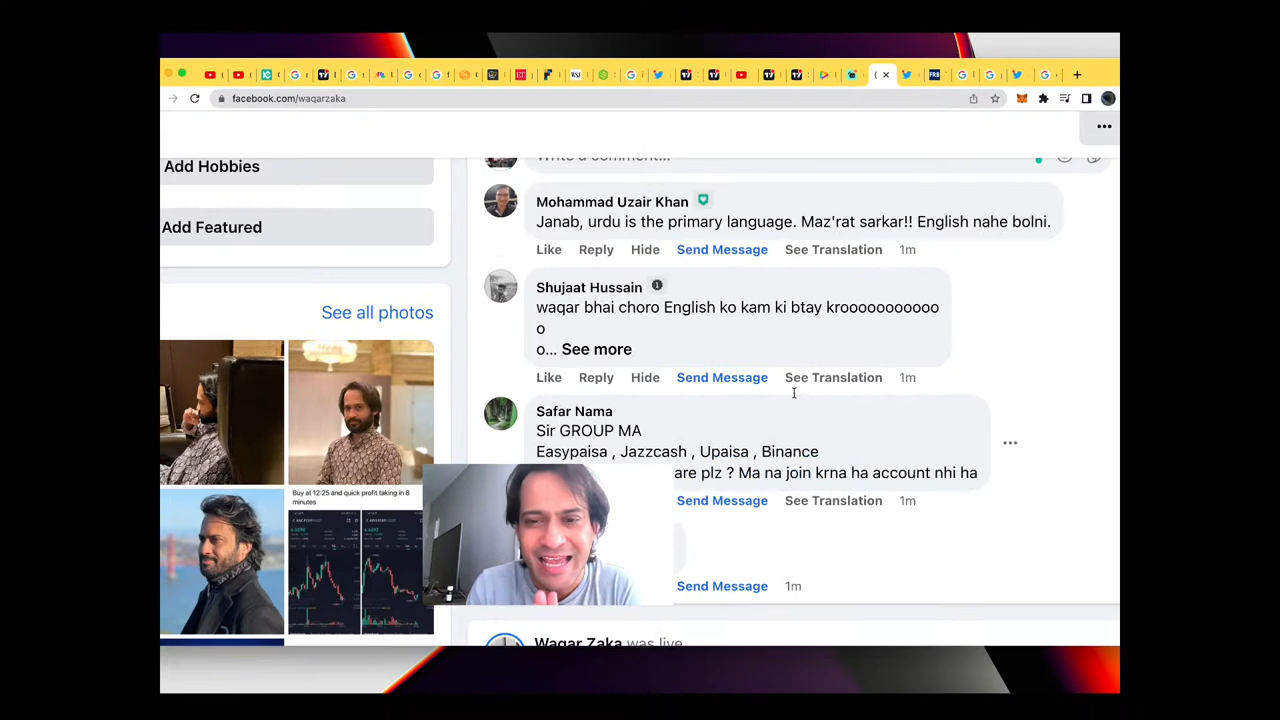 facebook.com/waqarzaka
Add Hobbies
Add Featured
See all photos
Buy at 12:25 and quick profit taking in 8
minutes
Write a comment...
Mohammad Uzair Khan
Janab, urdu is the primary language. Maz'rat sarkar!! English nahe bolni.
Like Reply Hide Send Message See Translation 1m
Shujaat Hussain
waqar bhai choro English ko kam ki btay krooooooooooo
o
o... See more
Like Reply Hide Send Message See Translation 1m
Safar Nama
Sir GROUP MA
Easypaisa , Jazzcash , Upaisa , Binance
are plz ? Ma na join krna ha account nhi ha
Send Message See Translation 1m
Send Message 1m
Waqar Zaka was live